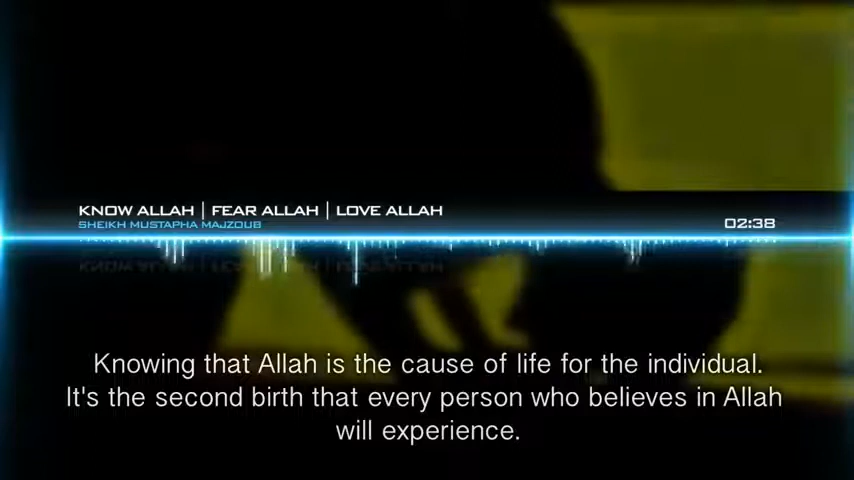 KNOW ALLAH | FEAR ALLAH | LOVE ALLAH
SHEIKH MUSTAPHA MAJZOUB
02:38
Knowing that Allah is the cause of life for the individual.
It's the second birth that every person who believes in Allah
will experience.